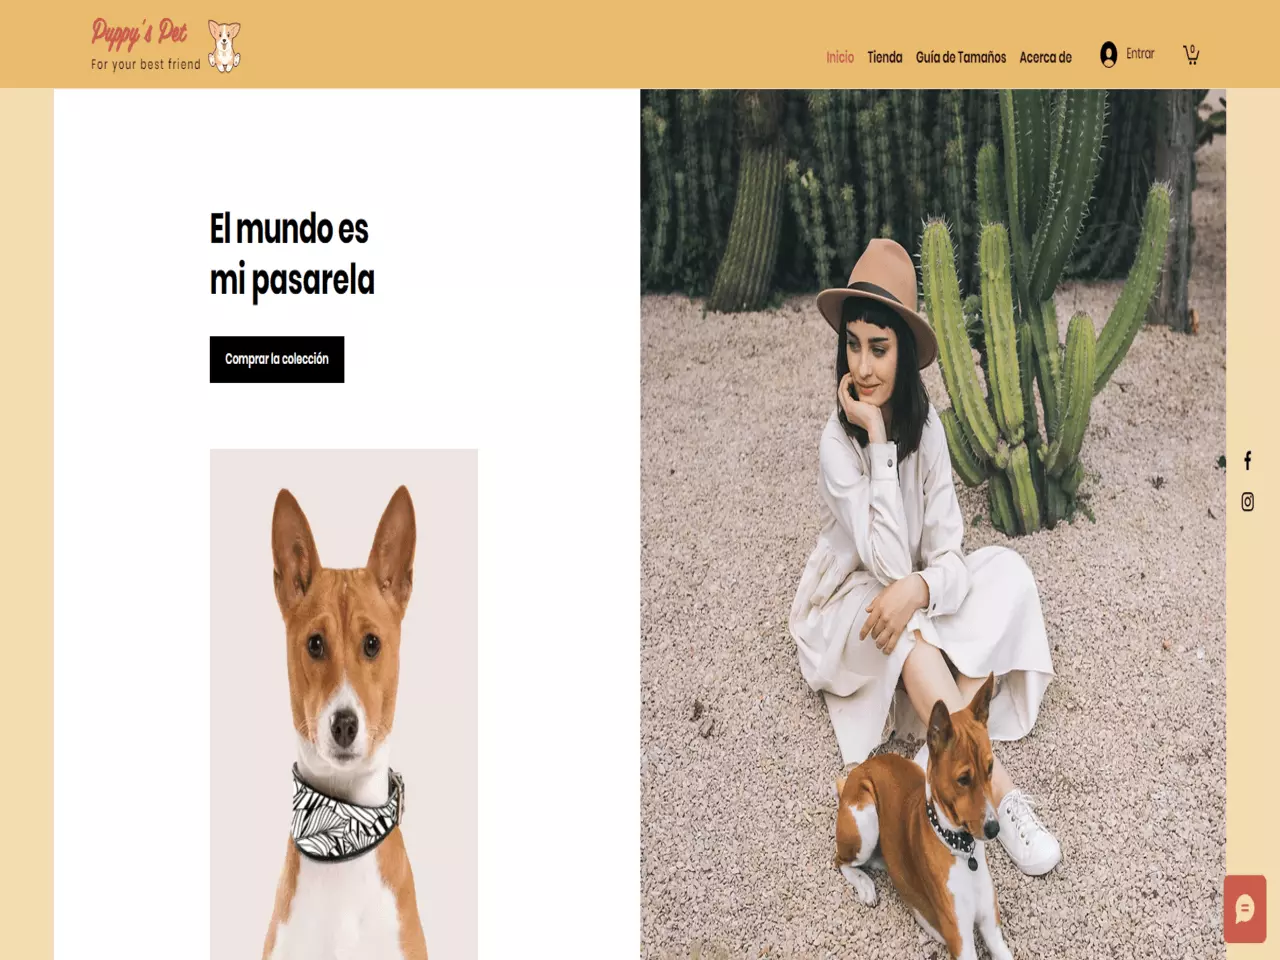 Puppy's Pet
For your best friend
Inicio Tienda Guía de Tamaños Acerca de Entrar 0
El mundo es
mi pasarela
Comprar la colección